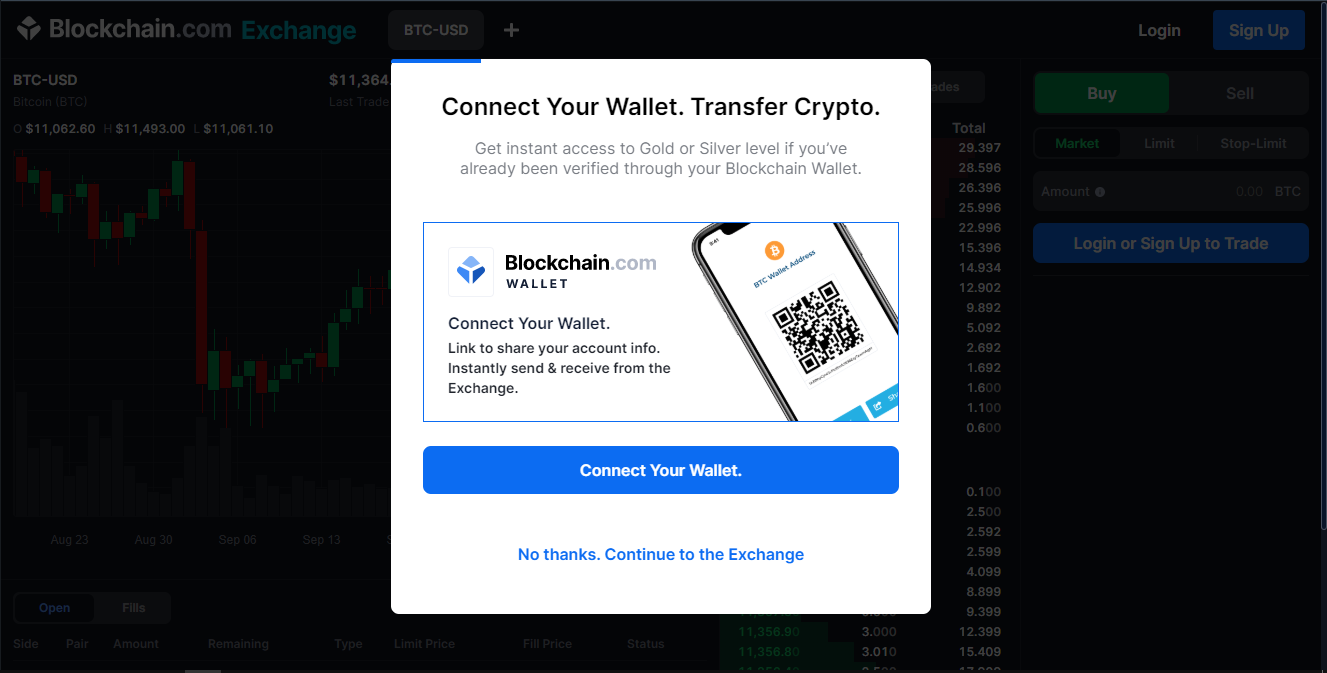 Blockchain.com Exchange
BTC-USD
+
Login
Sign Up
BTC-USD
$11,364.
Bitcoin (BTC)
Last Trade
O $11,062.60 H $11,493.00 L $11,061.10
Aug 23
Aug 30
Sep 06
Sep 13
Open
Fills
Side
Pair
Amount
Remaining
Type
Limit Price
Fill Price
Status
Connect Your Wallet. Transfer Crypto.
Get instant access to Gold or Silver level if you’ve
already been verified through your Blockchain Wallet.
Blockchain.com
WALLET
Connect Your Wallet.
Link to share your account info.
Instantly send & receive from the
Exchange.
9:41
BTC Wallet Address
Connect Your Wallet.
No thanks. Continue to the Exchange
ades
Total
29.397
28.596
26.396
25.996
22.996
15.396
14.934
12.902
9.892
5.092
2.692
1.692
1.600
1.100
0.600
0.100
2.500
2.592
2.599
4.099
8.899
9.399
11,356.90
3.000
12.399
11,356.80
3.010
15.409
Buy
Sell
Market
Limit
Stop-Limit
Amount
0.00 BTC
Login or Sign Up to Trade